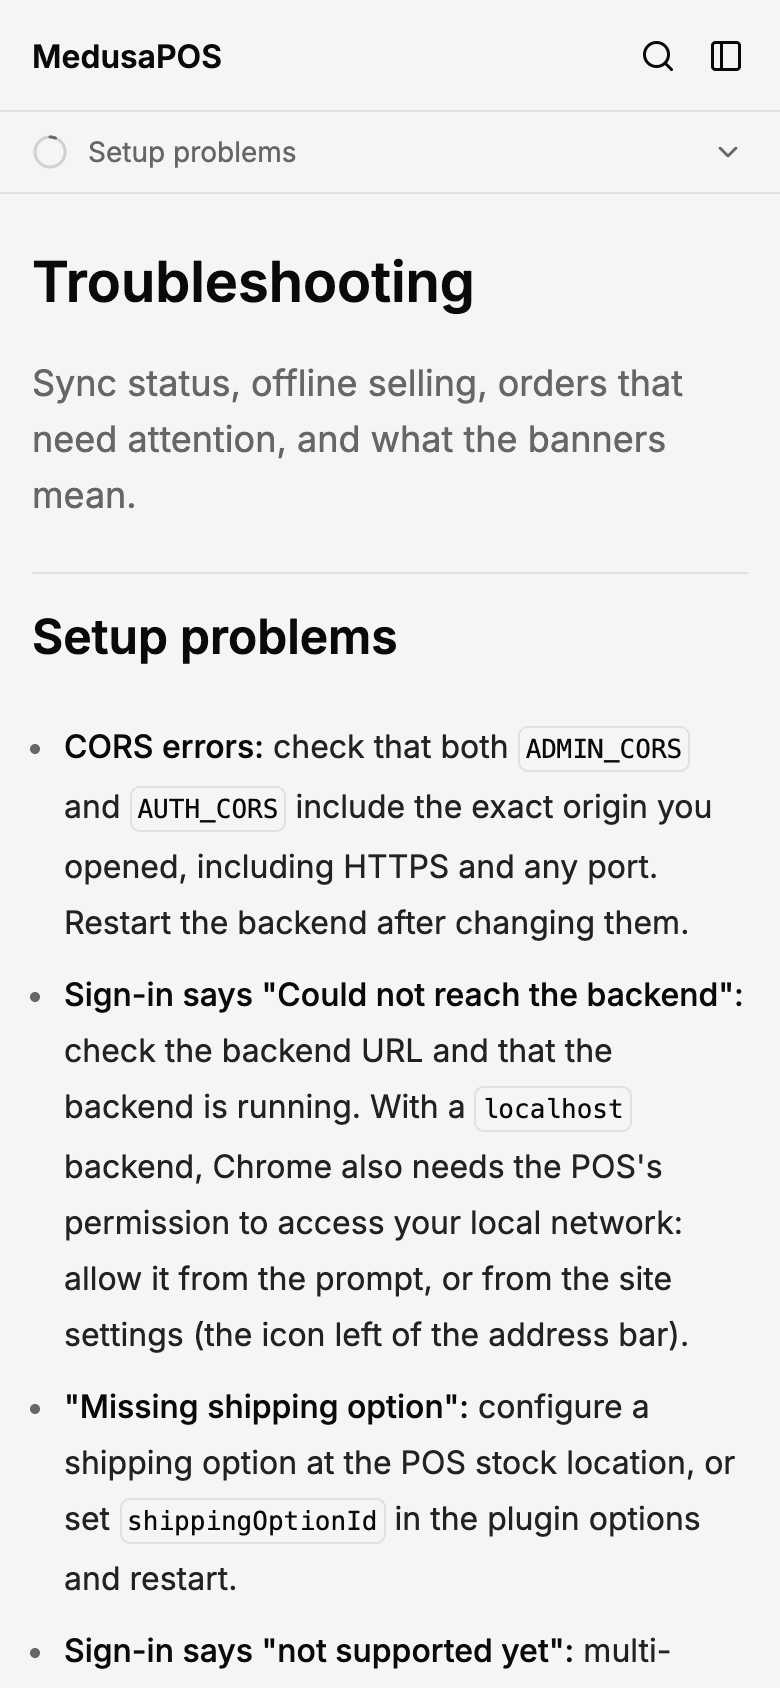 MedusaPOS
Setup problems
Troubleshooting
Sync status, offline selling, orders that
need attention, and what the banners
mean.
Setup problems
• CORS errors: check that both ADMIN_CORS
and AUTH_CORS include the exact origin you
opened, including HTTPS and any port.
Restart the backend after changing them.
• Sign-in says "Could not reach the backend":
check the backend URL and that the
backend is running. With a localhost
backend, Chrome also needs the POS's
permission to access your local network:
allow it from the prompt, or from the site
settings (the icon left of the address bar).
• "Missing shipping option": configure a
shipping option at the POS stock location, or
set shippingOptionId in the plugin options
and restart.
• Sign-in says "not supported yet": multi-